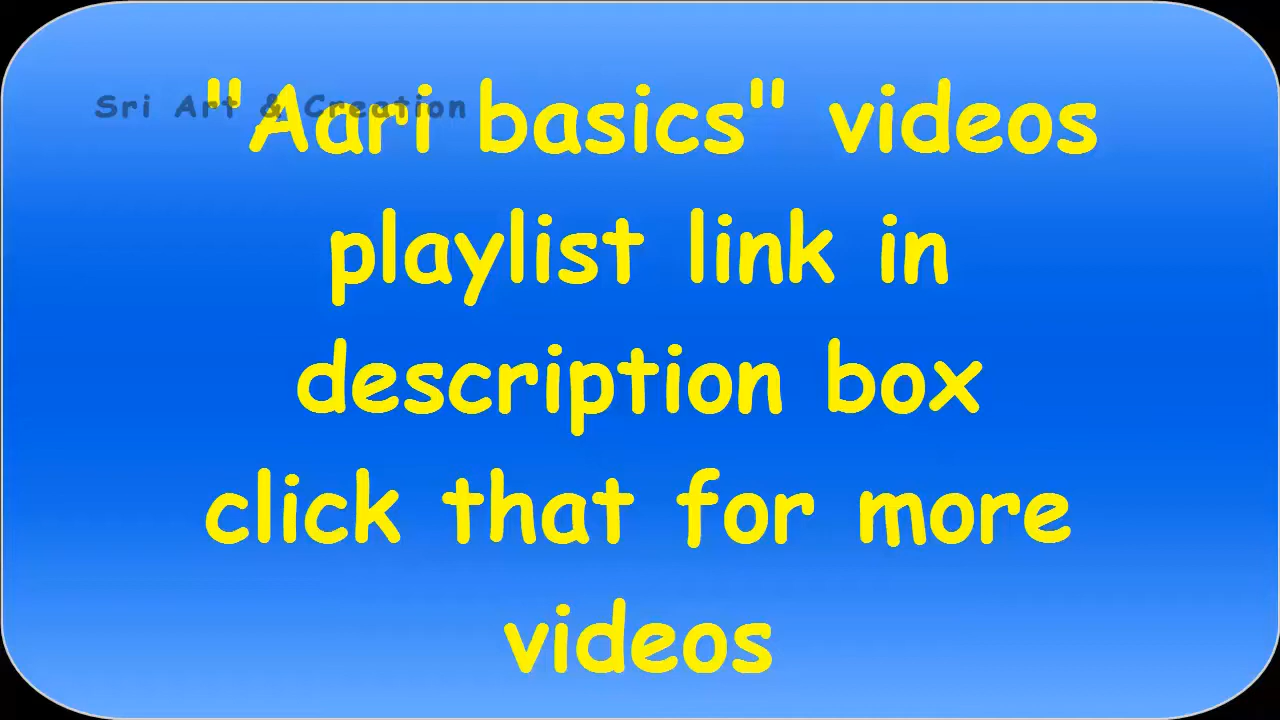 Sri Art & Creation
"Aari basics" videos
playlist link in
description box
click that for more
videos